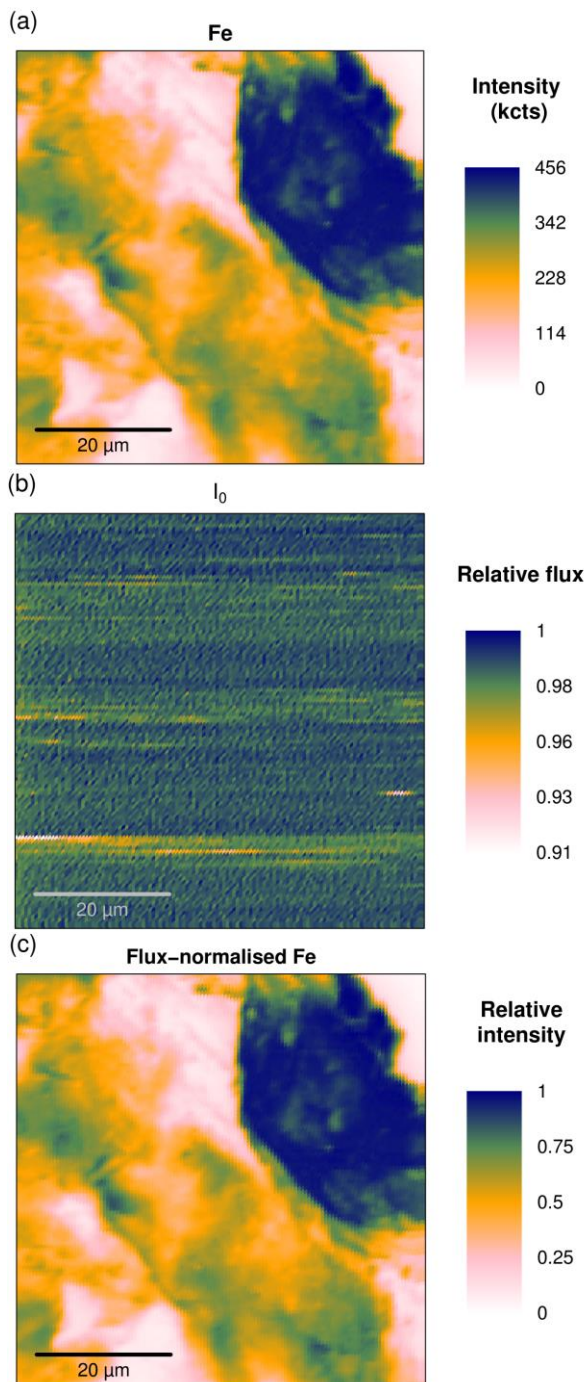 (a)
Fe
Intensity
(kcts)
456
342
228
114
0
20 µm
(b)
I0
Relative flux
1
0.98
0.96
0.93
0.91
20 µm
(c)
Flux−normalised Fe
Relative
intensity
1
0.75
0.5
0.25
0
20 µm